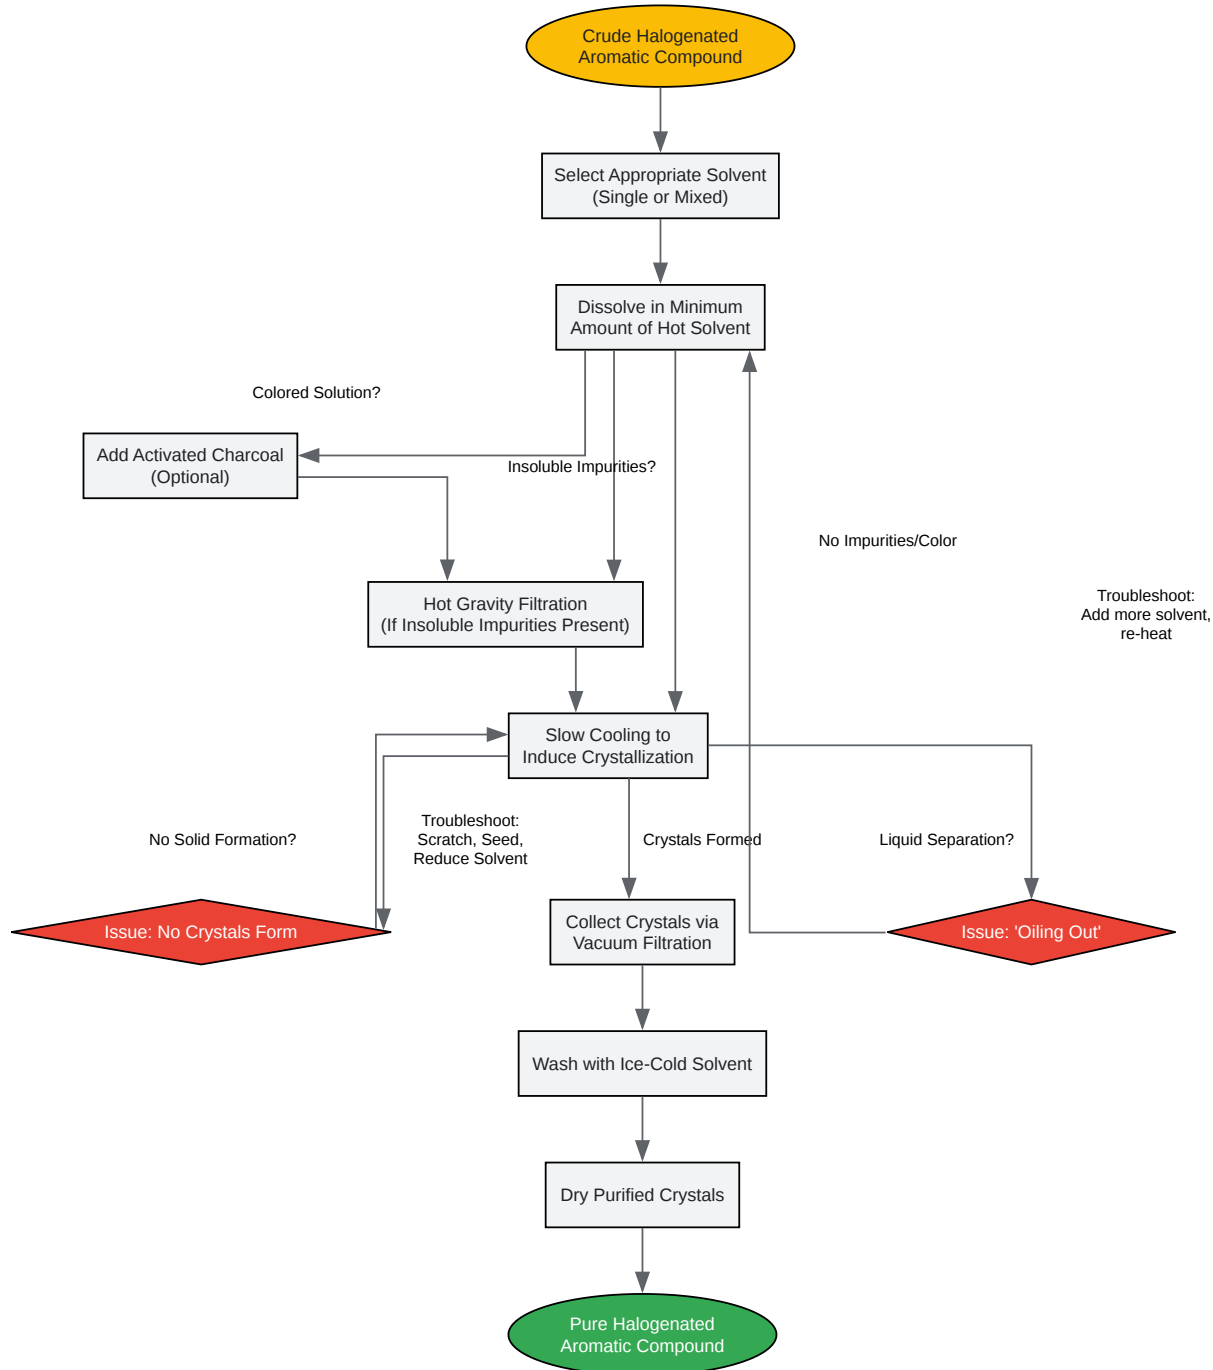 Crude Halogenated
Aromatic Compound
Select Appropriate Solvent
(Single or Mixed)
Dissolve in Minimum
Amount of Hot Solvent
Colored Solution?
Add Activated Charcoal
(Optional)
Insoluble Impurities?
No Impurities/Color
Troubleshoot:
Add more solvent,
re-heat
Hot Gravity Filtration
(If Insoluble Impurities Present)
Slow Cooling to
Induce Crystallization
No Solid Formation?
Troubleshoot:
Scratch, Seed,
Reduce Solvent
Crystals Formed
Liquid Separation?
Issue: No Crystals Form
Collect Crystals via
Vacuum Filtration
Issue: 'Oiling Out'
Wash with Ice-Cold Solvent
Dry Purified Crystals
Pure Halogenated
Aromatic Compound